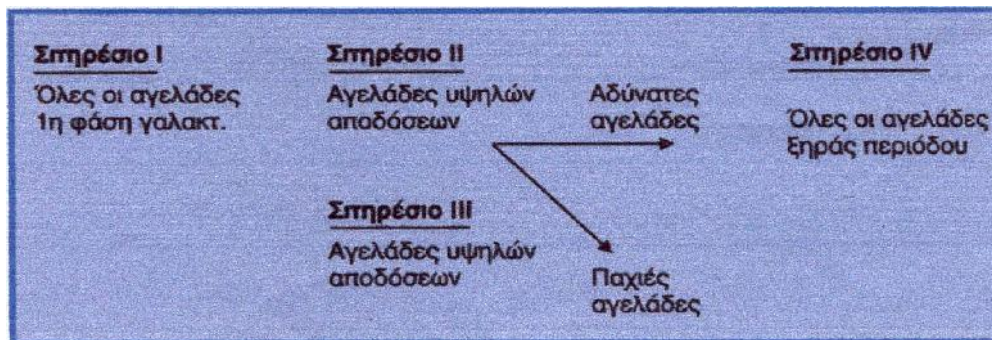 Σιτηρέσιο I
Όλες οι αγελάδες
1η φάση γαλακτ.
Σιτηρέσιο II
Αγελάδες υψηλών
αποδόσεων
Αδύνατες
αγελάδες
Σιτηρέσιο III
Αγελάδες υψηλών
αποδόσεων
Παχιές
αγελάδες
Σιτηρέσιο IV
Όλες οι αγελάδες
ξηράς περιόδου